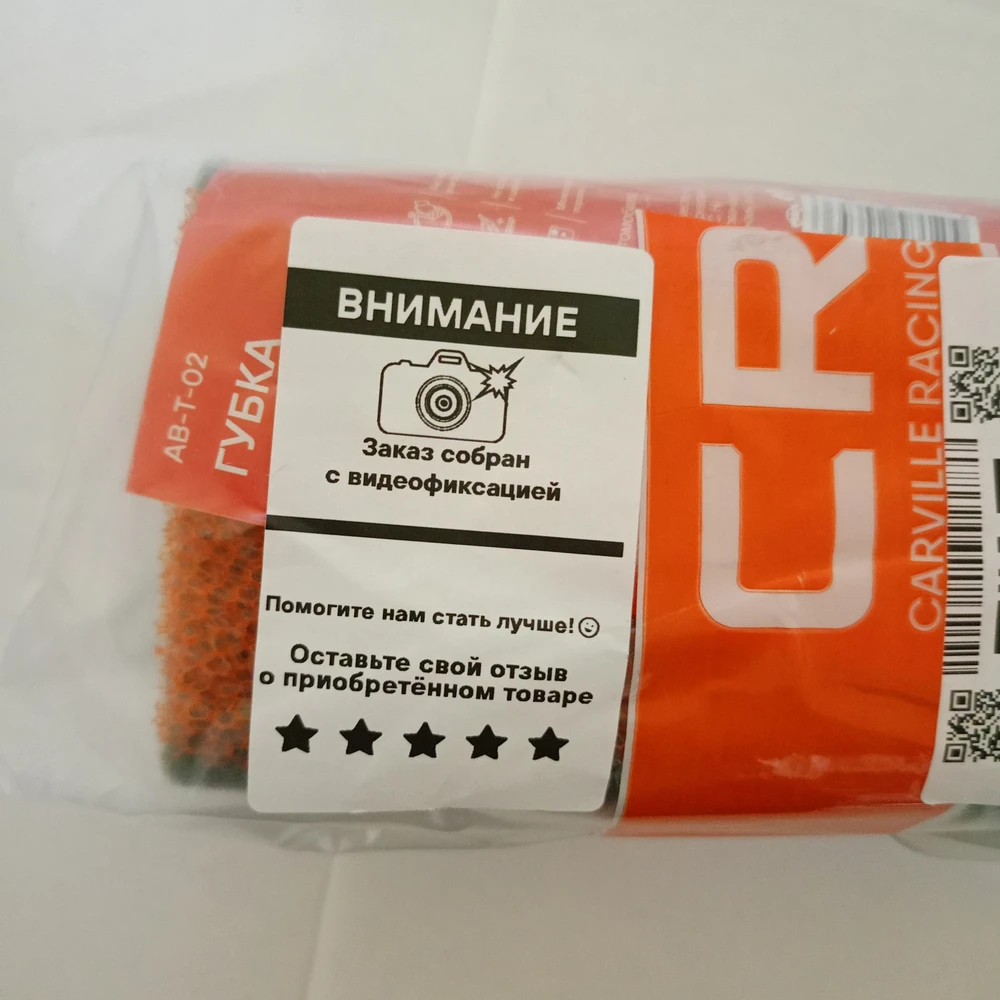 ВНИМАНИЕ
Заказ собран
с видеофиксацией
Помогите нам стать лучше!
Оставьте свой отзыв
о приобретённом товаре
AB-T-02
ГУБКА
CR
CARVILLE RACING